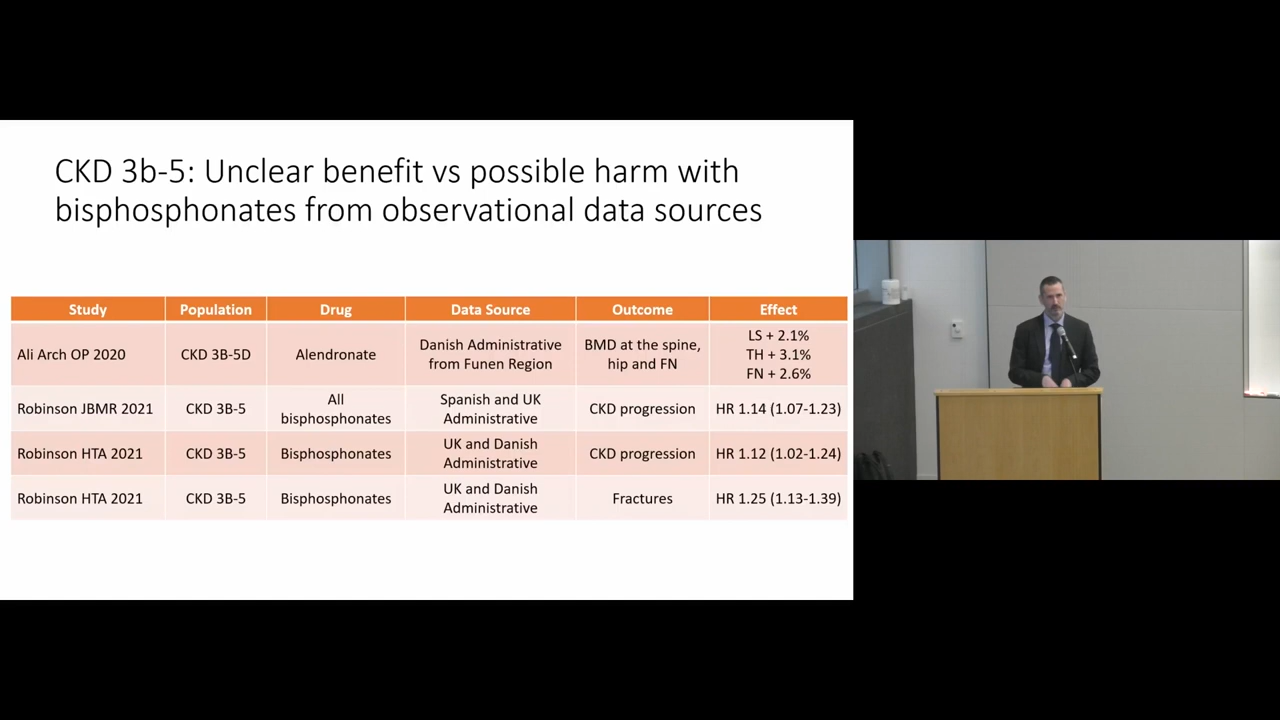 CKD 3b-5: Unclear benefit vs possible harm with
bisphosphonates from observational data sources
Study Population Drug Data Source Outcome Effect
Ali Arch OP 2020 CKD 3B-5D Alendronate Danish Administrative from Funen Region BMD at the spine, hip and FN LS + 2.1% TH + 3.1% FN + 2.6%
Robinson JBMR 2021 CKD 3B-5 All bisphosphonates Spanish and UK Administrative CKD progression HR 1.14 (1.07-1.23)
Robinson HTA 2021 CKD 3B-5 Bisphosphonates UK and Danish Administrative CKD progression HR 1.12 (1.02-1.24)
Robinson HTA 2021 CKD 3B-5 Bisphosphonates UK and Danish Administrative Fractures HR 1.25 (1.13-1.39)